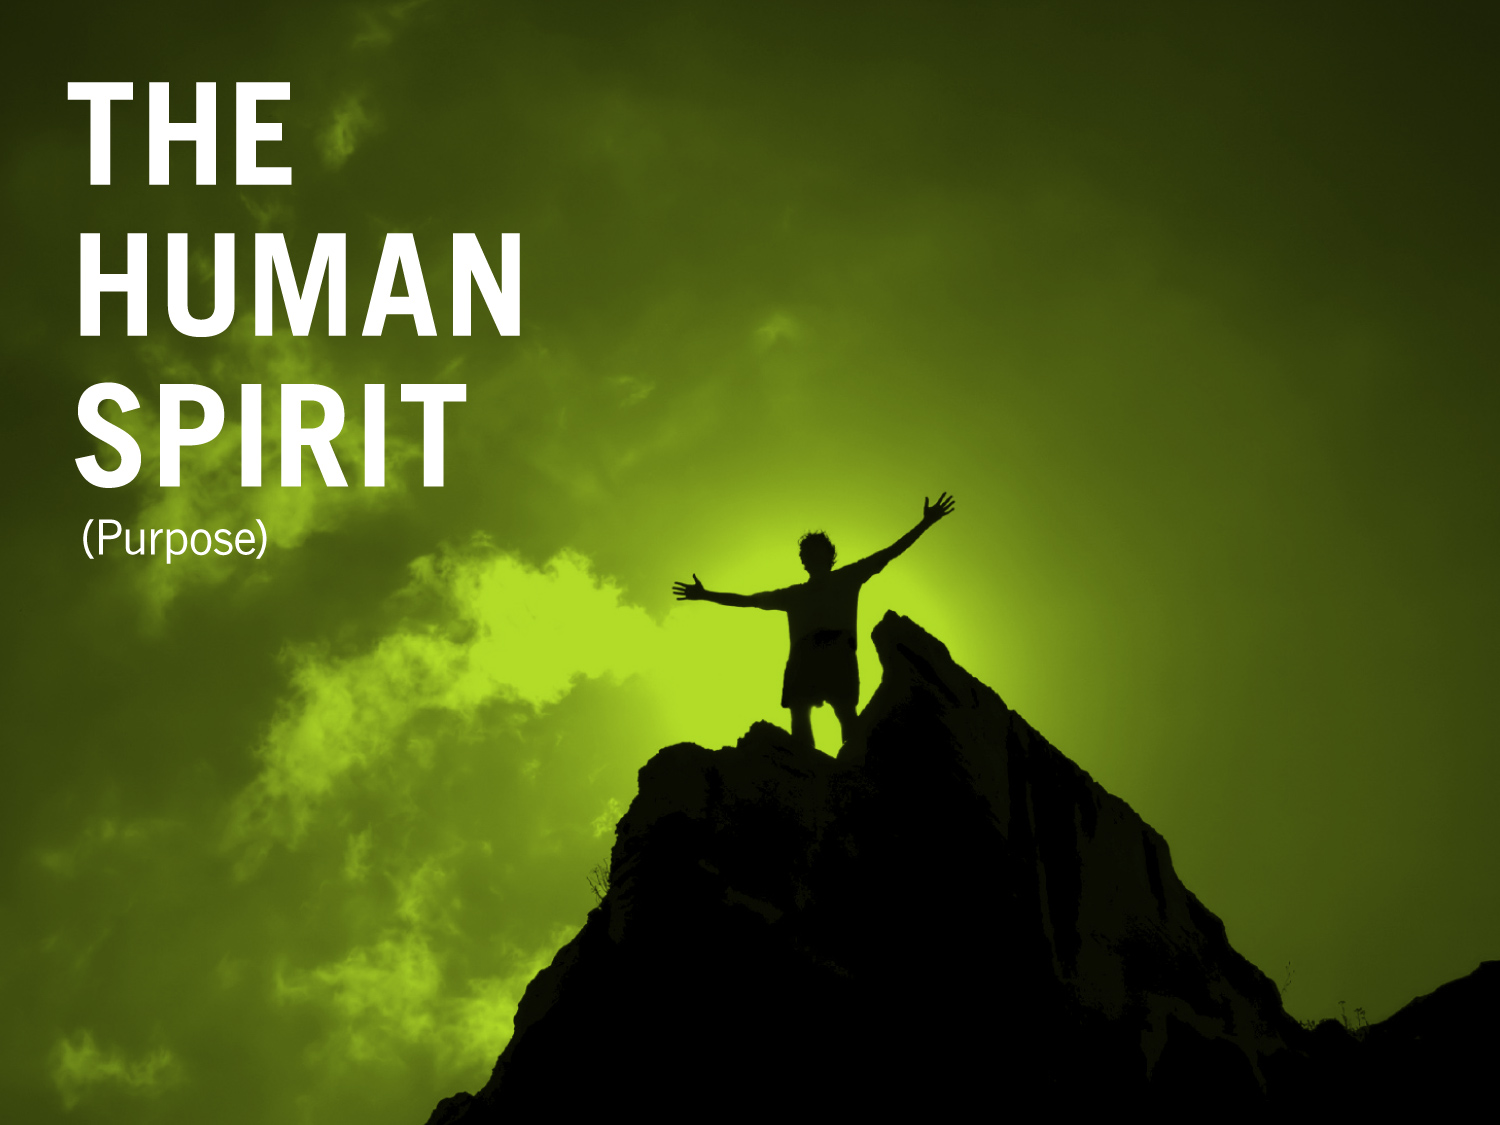 THE
HUMAN
SPIRIT
(Purpose)